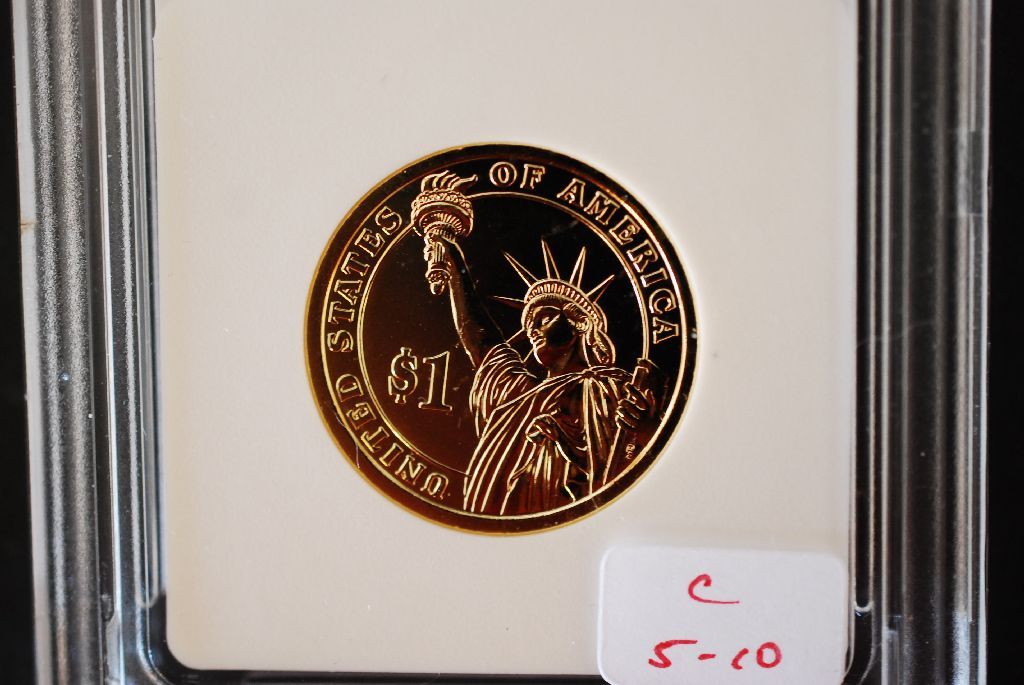 UNITED STATES OF AMERICA
$1
C
5-10